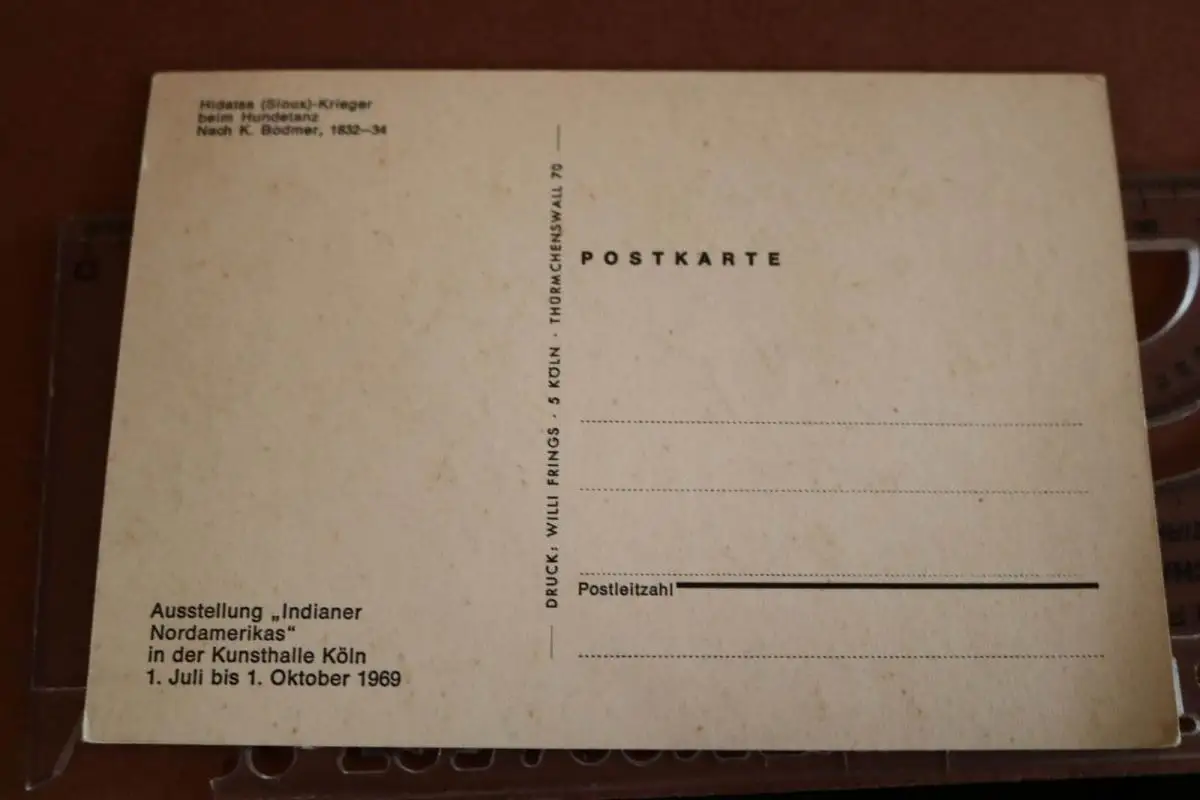 Hidatsa (Sioux)-Krieger
beim Hundetanz
Nach K. Bodmer, 1832—34
Ausstellung „Indianer
Nordamerikas“
in der Kunsthalle Köln
1. Juli bis 1. Oktober 1969
DRUCK: WILLI FRINGS · 5 KÖLN · THÜRMCHENSWALL 70
POSTKARTE
Postleitzahl